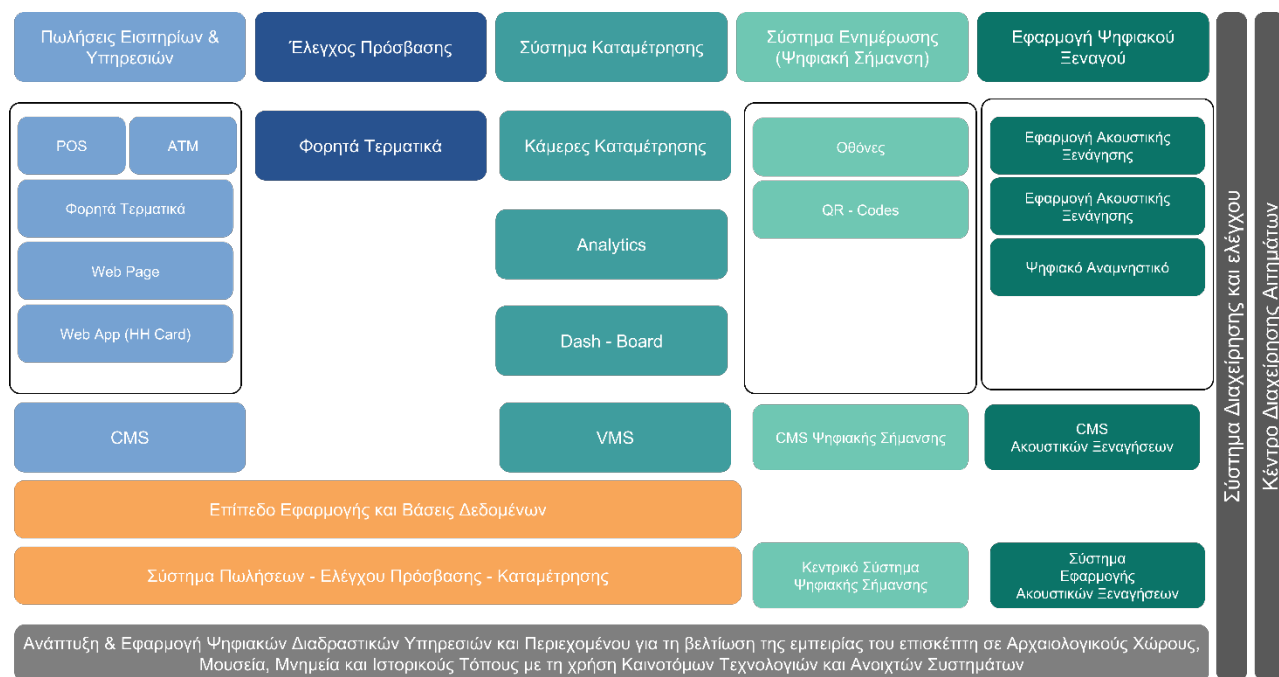 Πωλήσεις Εισιτηρίων &
Υπηρεσιών
Έλεγχος Πρόσβασης
Σύστημα Καταμέτρησης
Σύστημα Ενημέρωσης
(Ψηφιακή Σήμανση)
Εφαρμογή Ψηφιακού
Ξεναγού
POS
ATM
Φορητά Τερματικά
Web Page
Web App (HH Card)
Φορητά Τερματικά
Κάμερες Καταμέτρησης
Analytics
Dash - Board
Οθόνες
QR - Codes
Εφαρμογή Ακουστικής
Ξενάγησης
Εφαρμογή Ακουστικής
Ξενάγησης
Ψηφιακό Αναμνηστικό
CMS
VMS
CMS Ψηφιακής Σήμανσης
CMS
Ακουστικών Ξεναγήσεων
Επίπεδο Εφαρμογής και Βάσεις Δεδομένων
Σύστημα Πωλήσεων - Ελέγχου Πρόσβασης - Καταμέτρησης
Κεντρικό Σύστημα
Ψηφιακής Σήμανσης
Σύστημα
Εφαρμογής
Ακουστικών Ξεναγήσεων
Ανάπτυξη & Εφαρμογή Ψηφιακών Διαδραστικών Υπηρεσιών και Περιεχομένου για τη βελτίωση της εμπειρίας του επισκέπτη σε Αρχαιολογικούς Χώρους,
Μουσεία, Μνημεία και Ιστορικούς Τόπους με τη χρήση Καινοτόμων Τεχνολογιών και Ανοιχτών Συστημάτων
Σύστημα Διαχείρησης και ελέγχου
Κέντρο Διαχείρησης Αιτημάτων